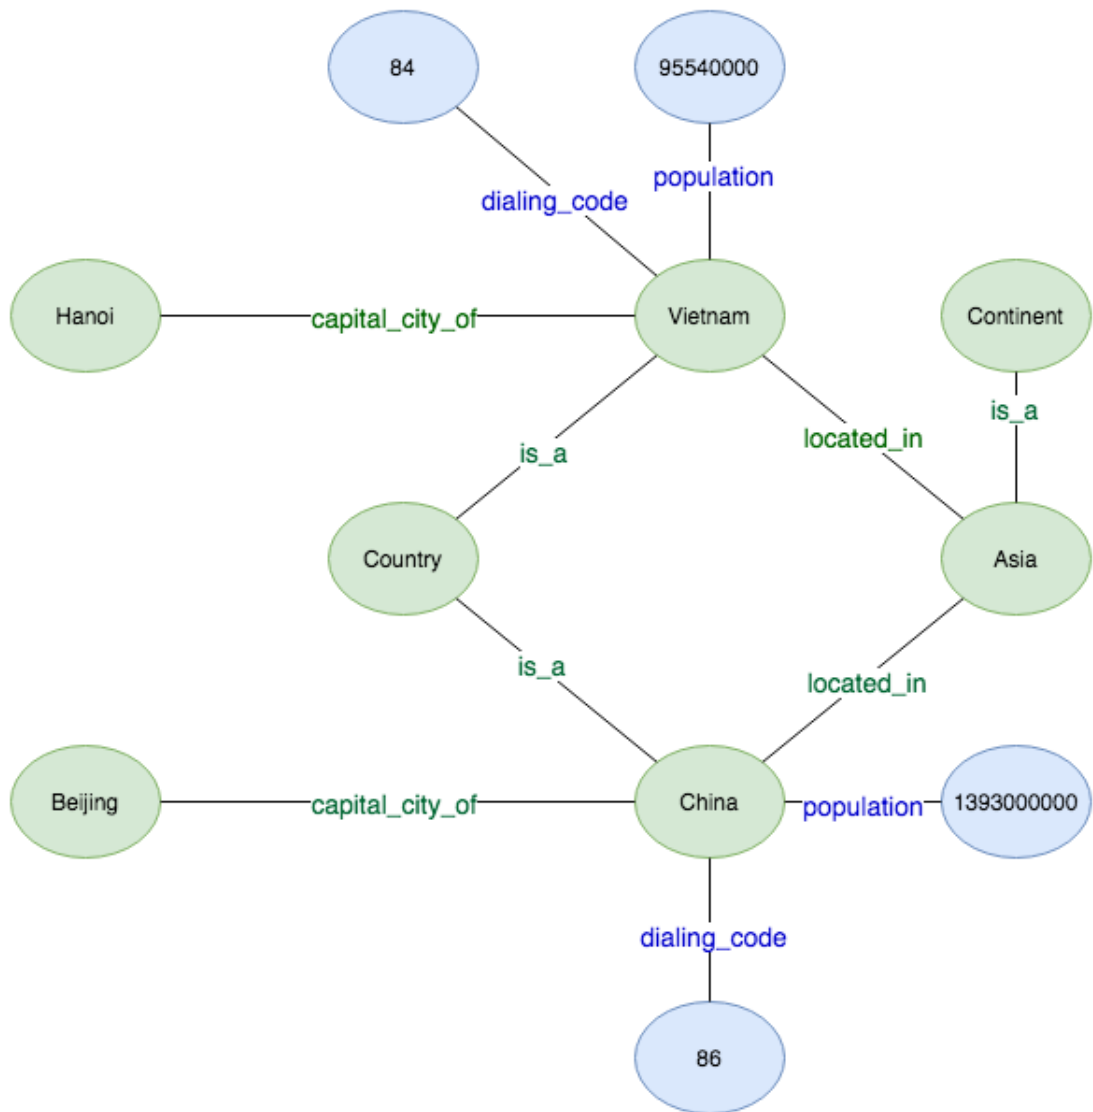 84
95540000
population
dialing_code
Hanoi
capital_city_of
Vietnam
Continent
is_a
located_in
is_a
Country
Asia
is_a
located_in
Beijing
capital_city_of
China
population
1393000000
dialing_code
86